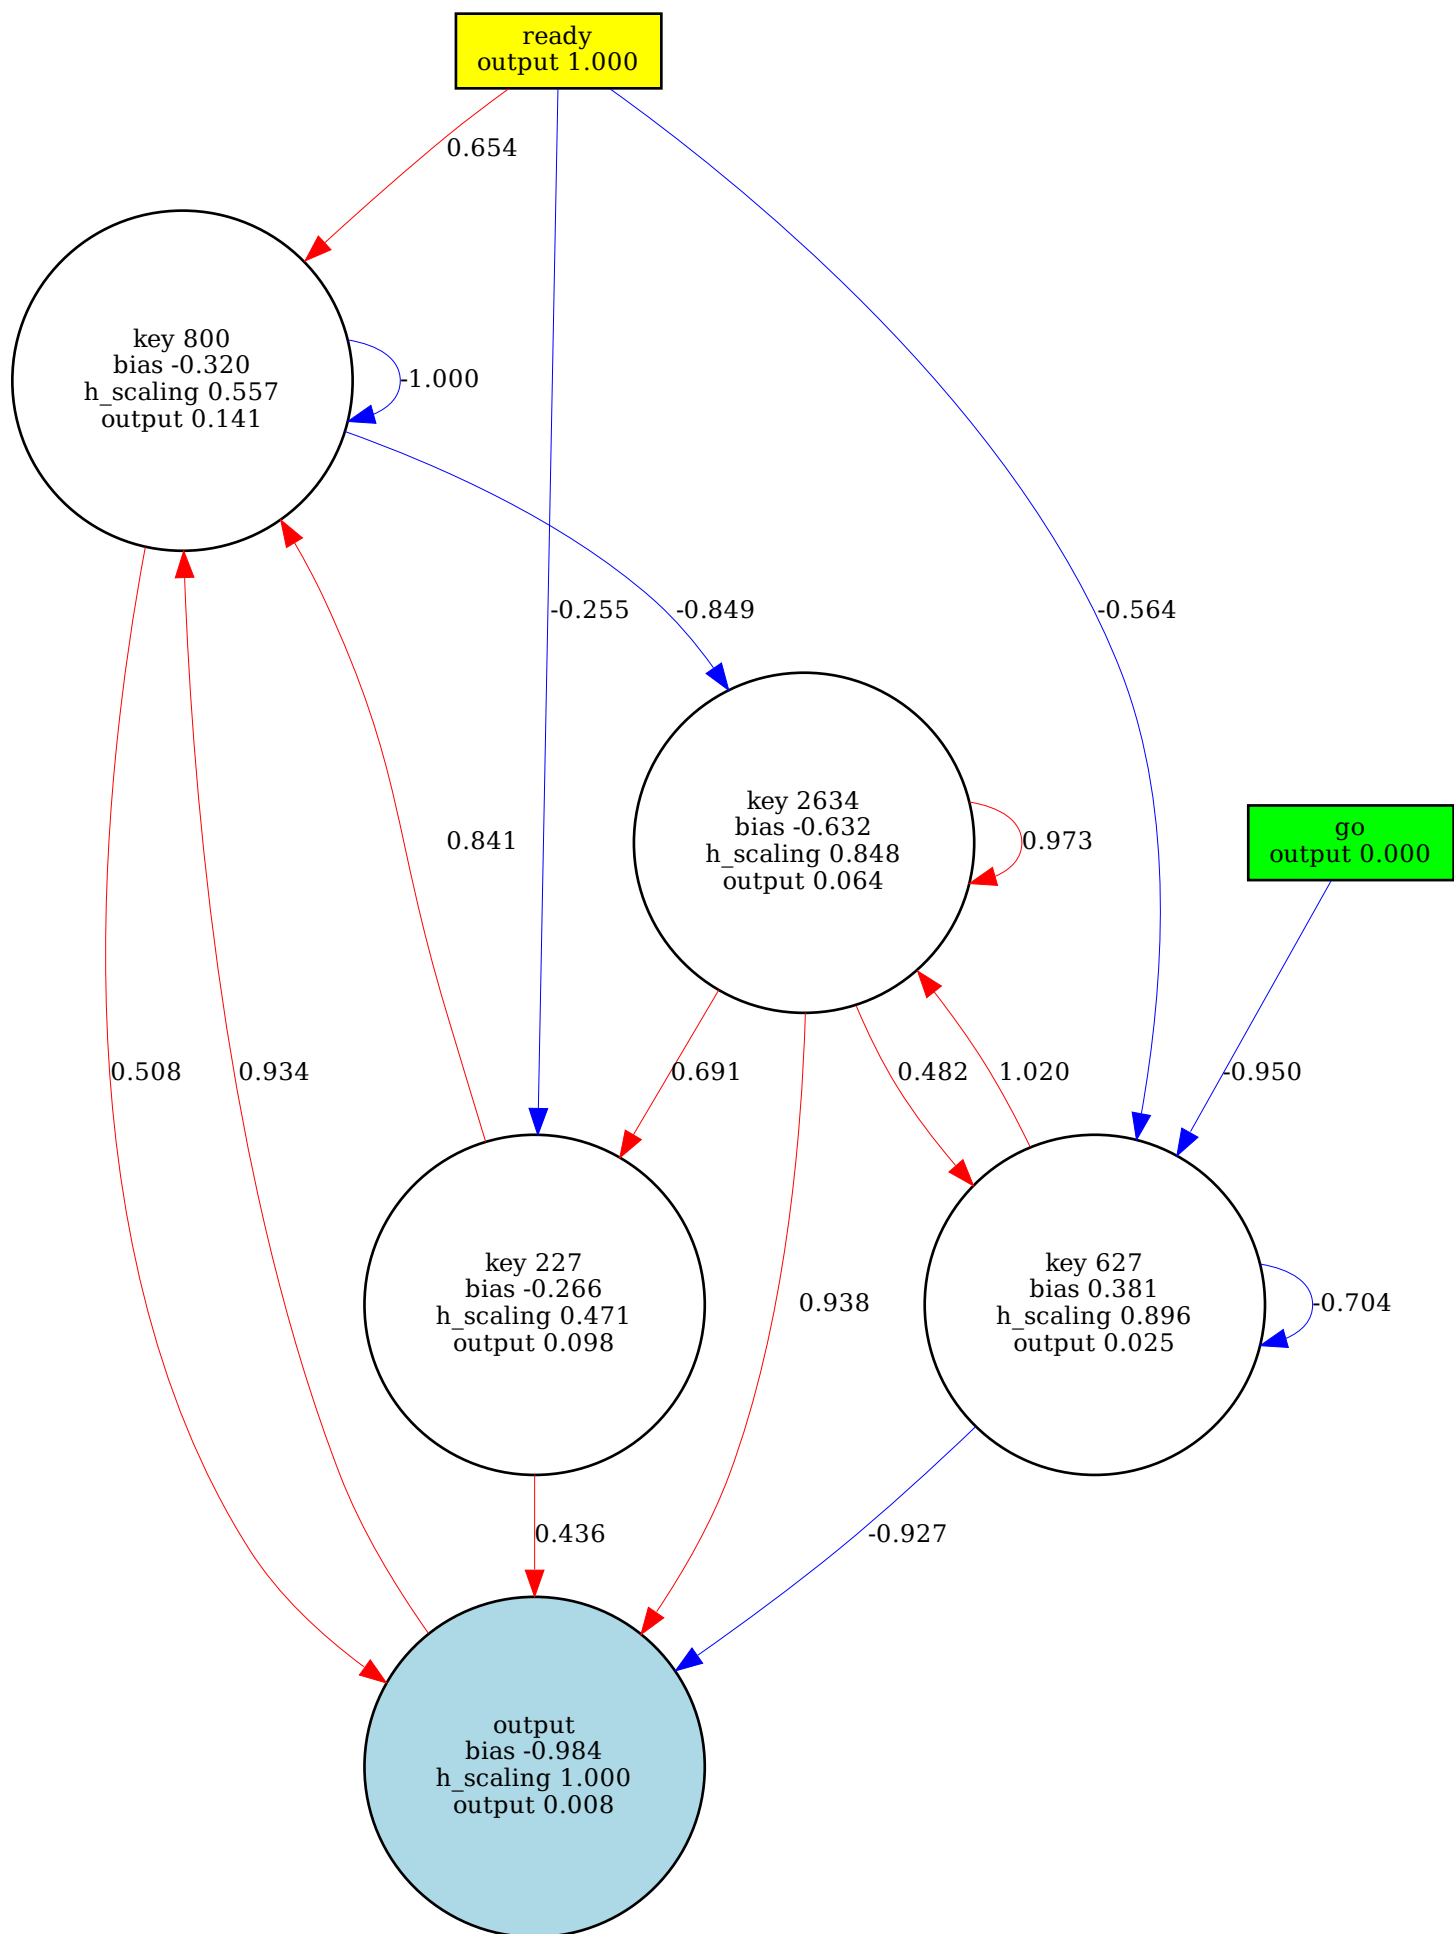 ready
output 1.000
0.654
key 800
bias -0.320
h_scaling 0.557
output 0.141
-1.000
-0.255
-0.849
-0.564
key 2634
bias -0.632
h_scaling 0.848
output 0.064
0.841
0.973
go
output 0.000
0.508
0.934
0.691
0.482
1.020
-0.950
key 227
bias -0.266
h_scaling 0.471
output 0.098
0.938
key 627
bias 0.381
h_scaling 0.896
output 0.025
-0.704
0.436
-0.927
output
bias -0.984
h_scaling 1.000
output 0.008